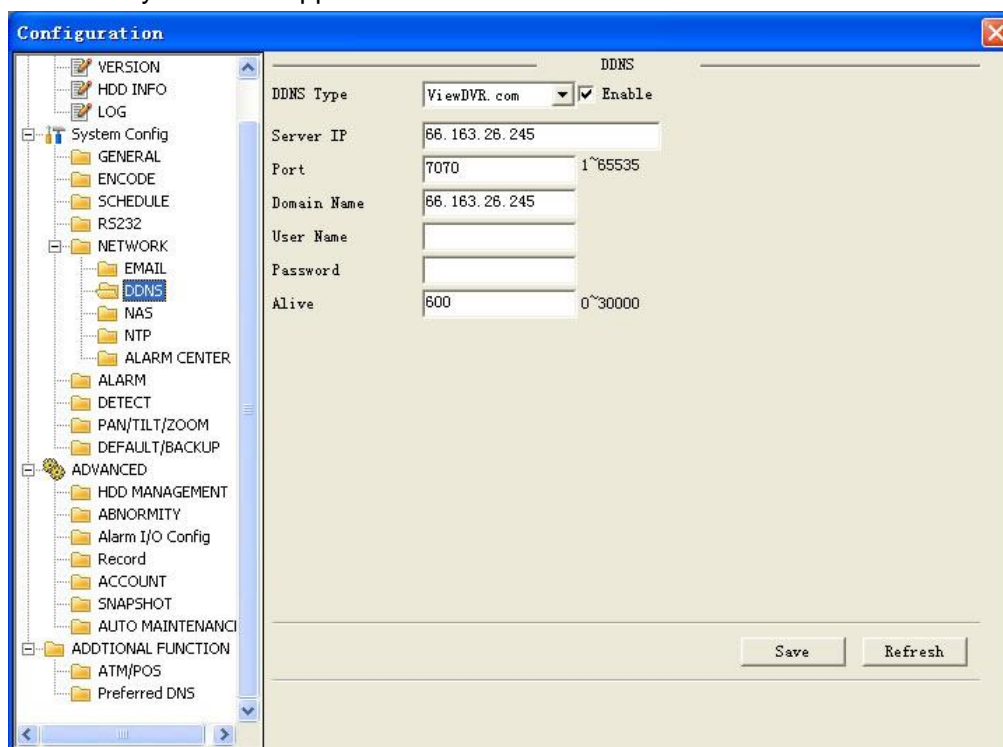 Configuration
VERSION
HDD INFO
LOG
System Config
GENERAL
ENCODE
SCHEDULE
RS232
NETWORK
EMAIL
DDNS
NAS
NTP
ALARM CENTER
ALARM
DETECT
PAN/TILT/ZOOM
DEFAULT/BACKUP
ADVANCED
HDD MANAGEMENT
ABNORMITY
Alarm I/O Config
Record
ACCOUNT
SNAPSHOT
AUTO MAINTENANC
ADDTIONAL FUNCTION
ATM/POS
Preferred DNS
DDNS
DDNS Type ViewDVR.com Enable
Server IP 66.163.26.245
Port 7070 1~65535
Domain Name 66.163.26.245
User Name
Password
Alive 600 0~30000
Save Refresh